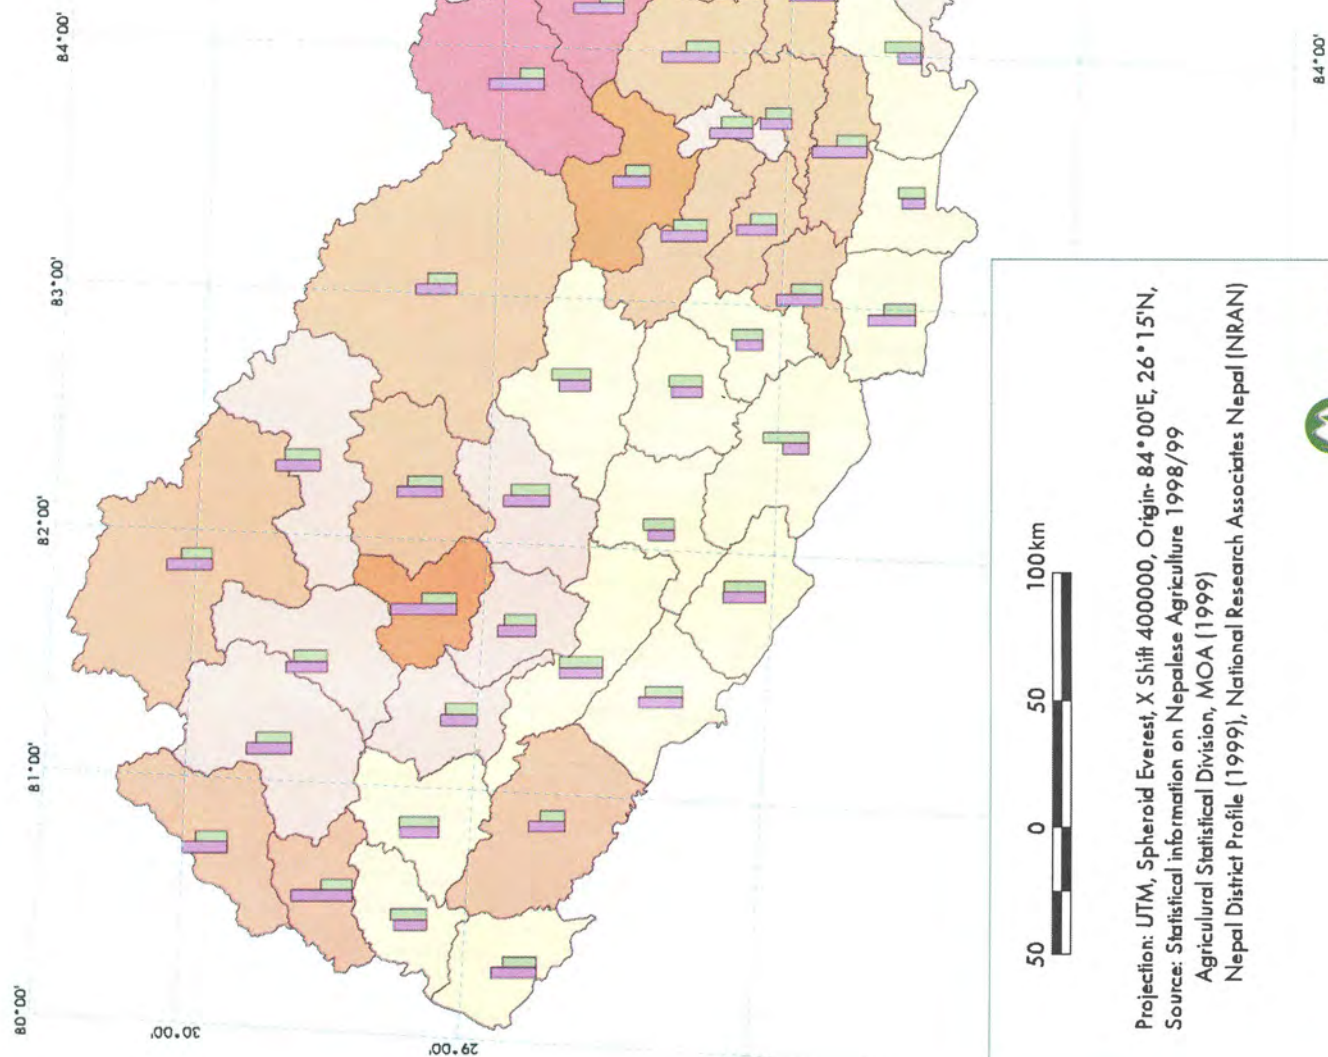 84°00'
83°00'
82°00'
81°00'
80°00'
30°00'
29°00'
84°00'
50 0 50 100km
Projection: UTM, Spheroid Everest, X Shift 400000, Origin- 84°00'E, 26°15'N,
Source: Statistical information on Nepalese Agriculture 1998/99
Agriculural Statistical Division, MOA (1999)
Nepal District Profile (1999), National Research Associates Nepal (NRAN)